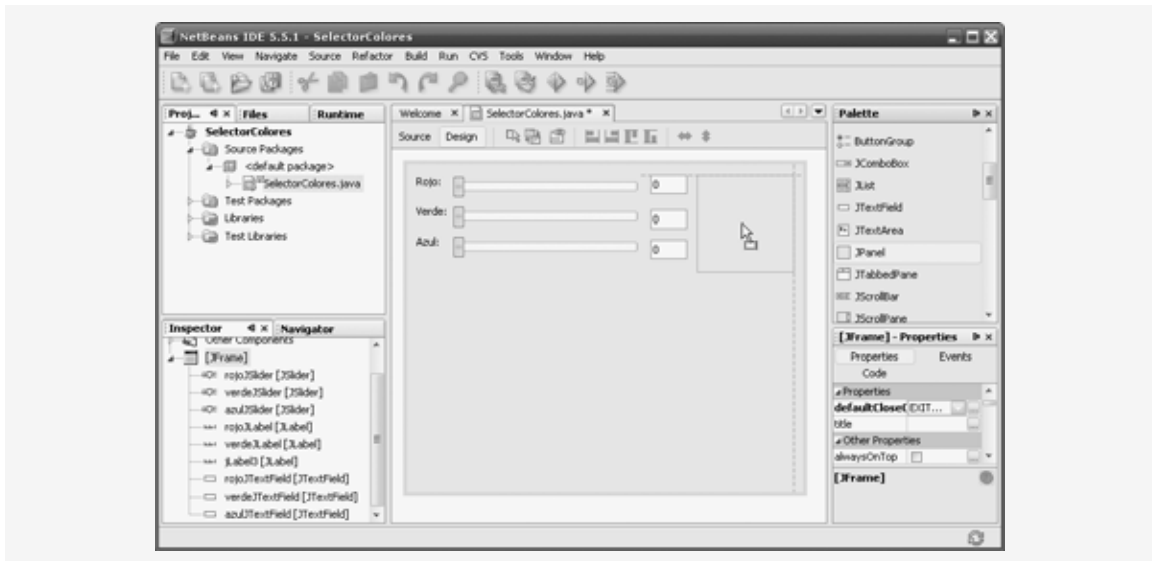 NetBeans IDE 5.5.1 - SelectorColores
File Edit View Navigate Source Refactor Build Run CVS Tools Window Help
Proj... Files Runtime
SelectorColores
Source Packages
<default package>
SelectorColores.java
Test Packages
Libraries
Test Libraries
Inspector Navigator
Other Components
[JFrame]
rojoJSlider [JSlider]
verdeJSlider [JSlider]
azulJSlider [JSlider]
rojoJLabel [JLabel]
verdeJLabel [JLabel]
jLabel3 [JLabel]
rojoJTextField [JTextField]
verdeJTextField [JTextField]
azulJTextField [JTextField]
Welcome SelectorColores.java *
Source Design
Rojo: 0
Verde: 0
Azul: 0
Palette
ButtonGroup
JComboBox
JList
JTextField
JTextArea
JPanel
JTabbedPane
JScrollBar
JScrollPane
[JFrame] - Properties
Properties Events
Code
Properties
defaultClose EXIT...
title
Other Properties
alwaysOnTop
[JFrame]